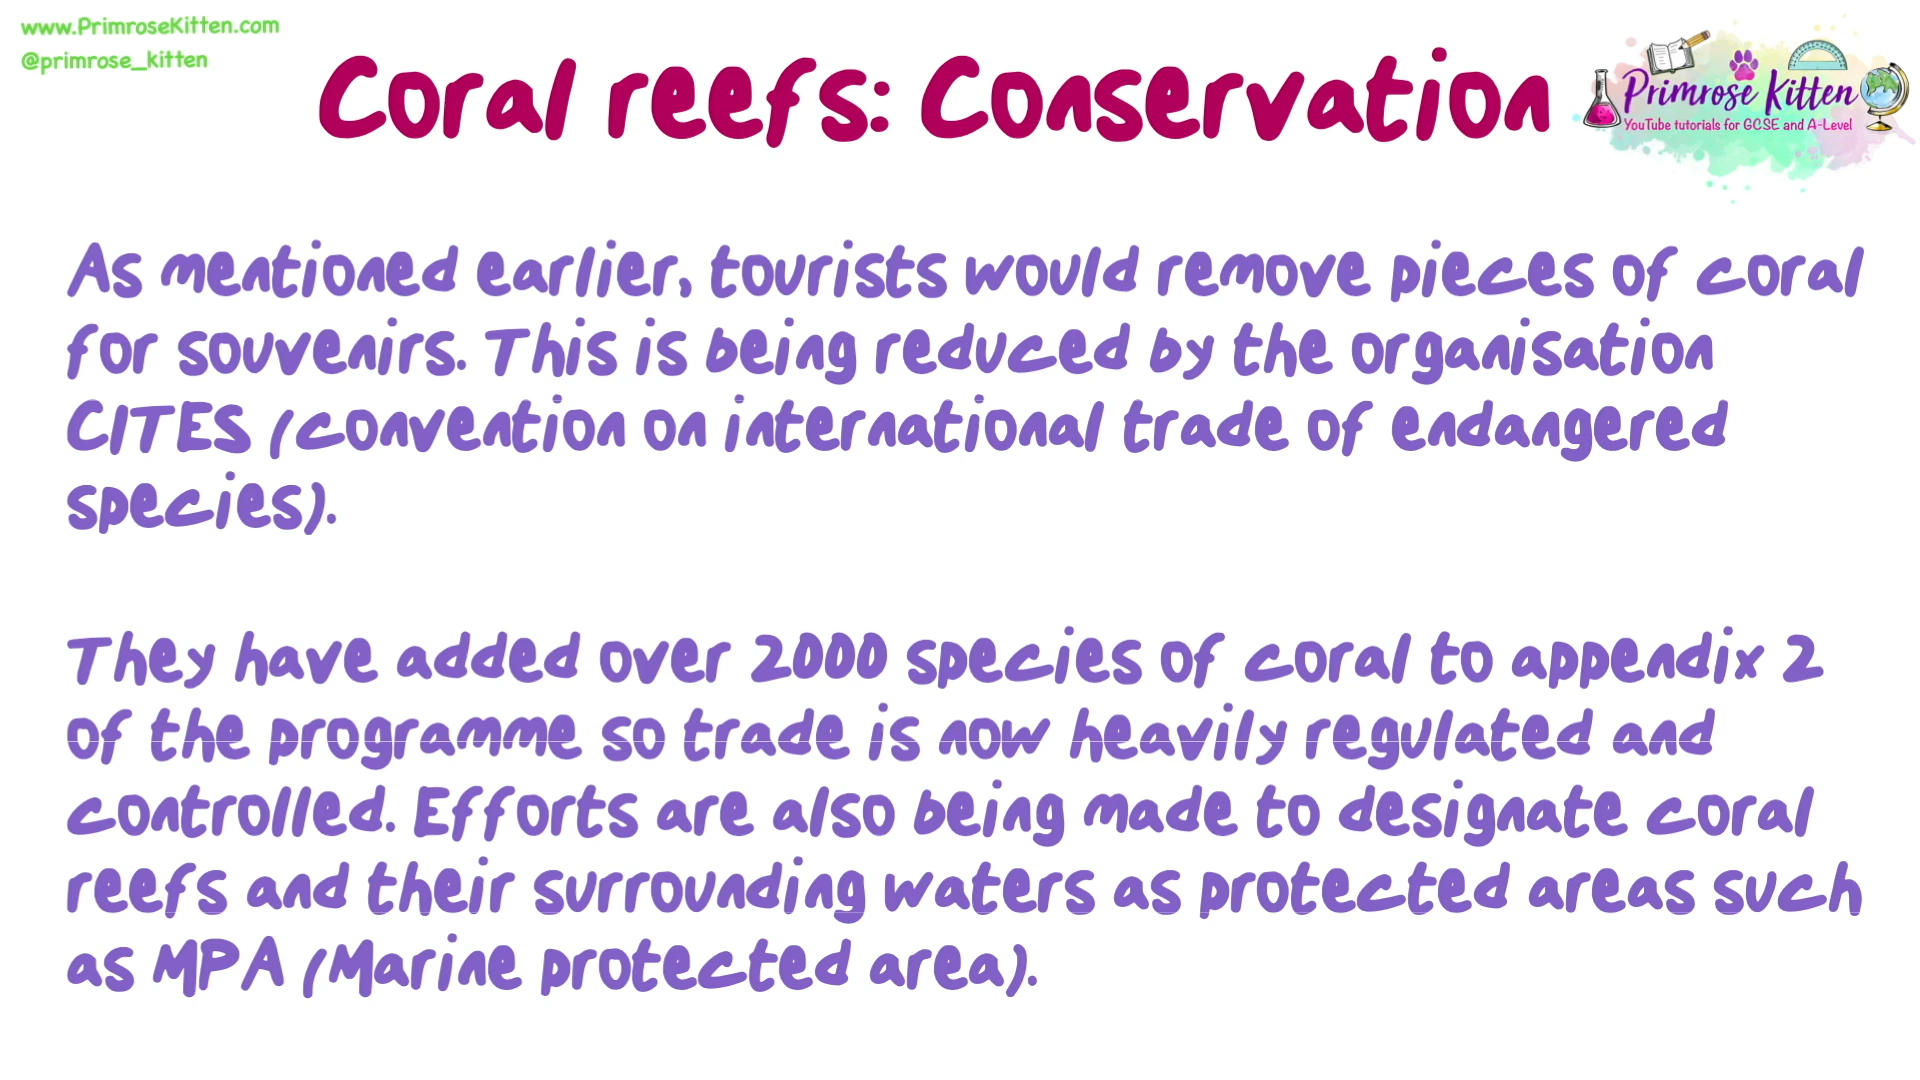 www.PrimroseKitten.com
@primrose_kitten
Coral reefs: Conservation
Primrose Kitten
YouTube tutorials for GCSE and A-Level
As mentioned earlier, tourists would remove pieces of coral
for souvenirs. This is being reduced by the organisation
CITES (convention on international trade of endangered
species).
They have added over 2000 species of coral to appendix 2
of the programme so trade is now heavily regulated and
controlled. Efforts are also being made to designate coral
reefs and their surrounding waters as protected areas such
as MPA (Marine protected area).